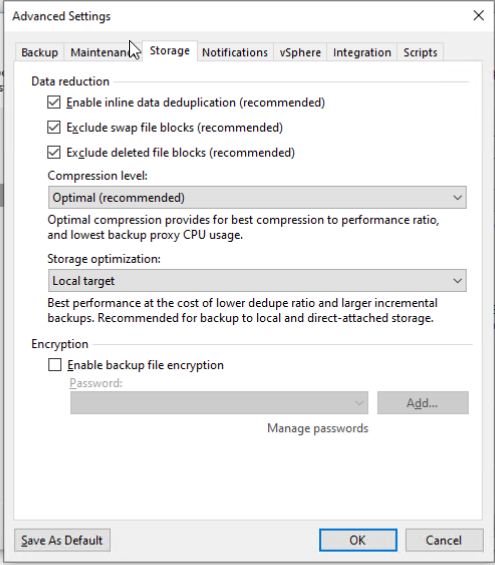 Advanced Settings
Backup Maintenance Storage Notifications vSphere Integration Scripts
Data reduction
Enable inline data deduplication (recommended)
Exclude swap file blocks (recommended)
Exclude deleted file blocks (recommended)
Compression level:
Optimal (recommended)
Optimal compression provides for best compression to performance ratio,
and lowest backup proxy CPU usage.
Storage optimization:
Local target
Best performance at the cost of lower dedupe ratio and larger incremental
backups. Recommended for backup to local and direct-attached storage.
Encryption
Enable backup file encryption
Password:
Add...
Manage passwords
Save As Default OK Cancel